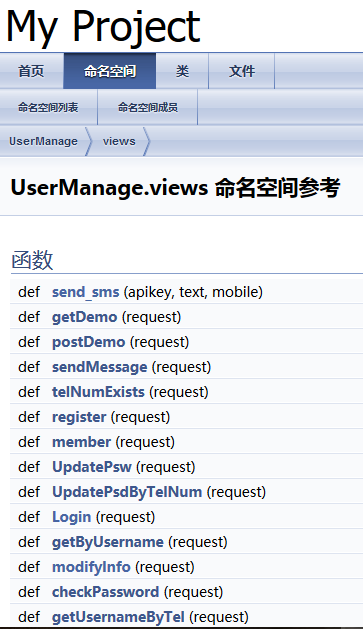 My Project
首页 命名空间 类 文件
命名空间列表 命名空间成员
UserManage views
UserManage.views 命名空间参考
函数
def send_sms (apikey, text, mobile)
def getDemo (request)
def postDemo (request)
def sendMessage (request)
def telNumExists (request)
def register (request)
def member (request)
def UpdatePsw (request)
def UpdatePsdByTelNum (request)
def Login (request)
def getByUsername (request)
def modifyInfo (request)
def checkPassword (request)
def getUsernameByTel (request)